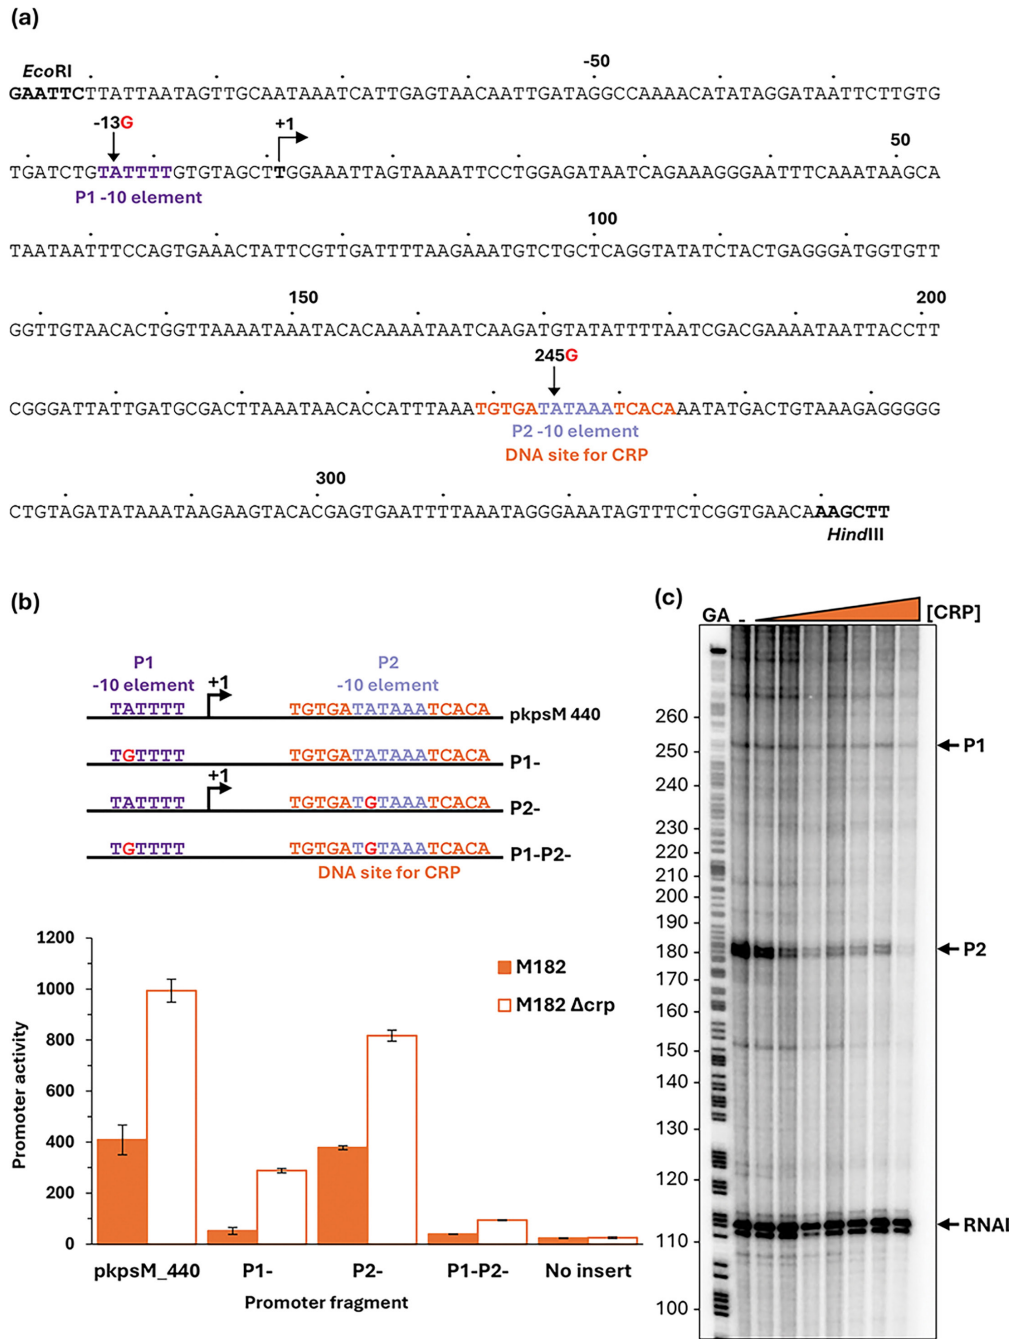 (a)
EcoRI
-50
GAATTCTTATTAATAGTTGCAATAAATCATTGAGTAACAATTGATAGGCCAAAACATATAGGATAATTCTTGTG
-13G
+1
50
TGATCTGTATTTTGTGTAGCTTGGAAATTAGTAAAATTCCTGGAGATAATCAGAAAGGGAATTTCAAATAAGCA
P1 -10 element
100
TAATAATTTCCAGTGAAACTATTCGTTGATTTTAAGAAATGTCTGCTCAGGTATATCTACTGAGGGATGGTGTT
150
200
GGTTGTAACACTGGTTAAAATAAATACACAAAATAATCAAGATGTATATTTTAATCGACGAAAATAATTACCTT
245G
CGGGATTATTGATGCGACTTAAATAACACCATTTAAATGTGATATAAATCACAAATATGACTGTAAAGAGGGGG
P2 -10 element
DNA site for CRP
300
CTGTAGATATAAATAAGAAGTACACGAGTGAATTTTAAATAGGGAAATAGTTTCTCGGTGAACAAAGCTT
HindIII
(b)
P1
-10 element
+1
P2
-10 element
TATTTT
TGTGATATAAATCACA
pkpsM 440
TGTTTT
TGTGATATAAATCACA
P1-
+1
TATTTT
TGTGATGTAAATCACA
P2-
TGTTTT
TGTGATGTAAATCACA
P1-P2-
DNA site for CRP
Promoter activity
1200
1000
800
600
400
200
0
M182
M182 Δcrp
pkpsM_440
P1-
P2-
P1-P2-
No insert
Promoter fragment
(c)
GA
-
[CRP]
260
250
240
230
220
210
200
190
180
170
160
150
140
130
120
110
100
P1
P2
RNAI